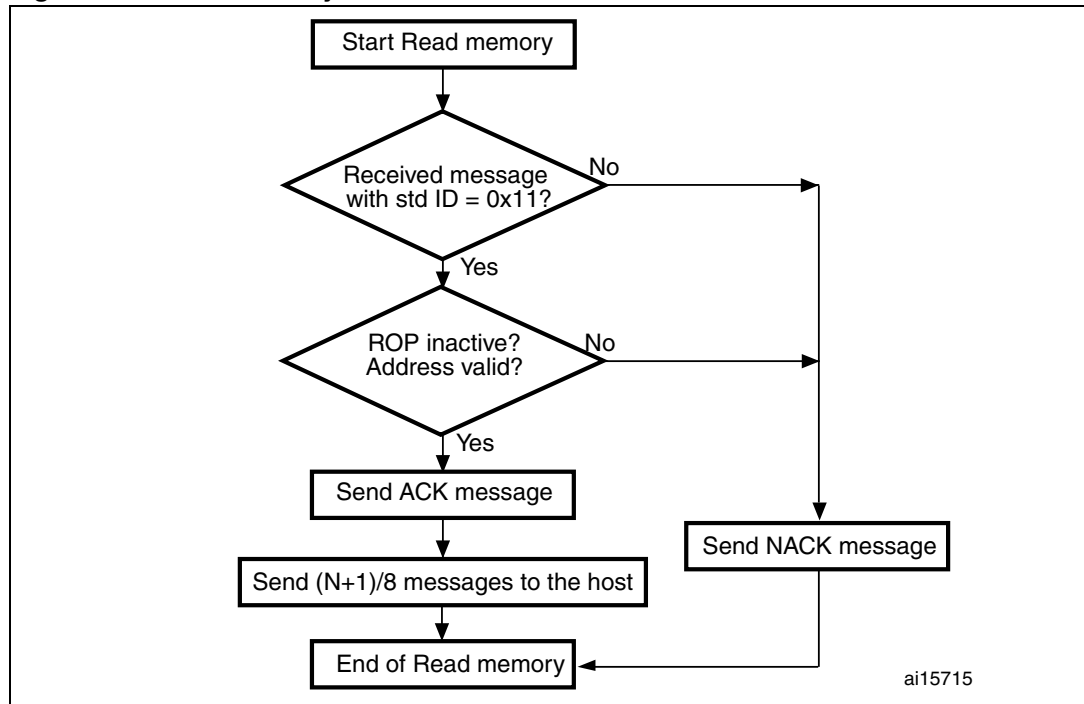 Start Read memory
Received message
with std ID = 0x11?
No
Yes
ROP inactive?
Address valid?
No
Yes
Send ACK message
Send NACK message
Send (N+1)/8 messages to the host
End of Read memory
ai15715